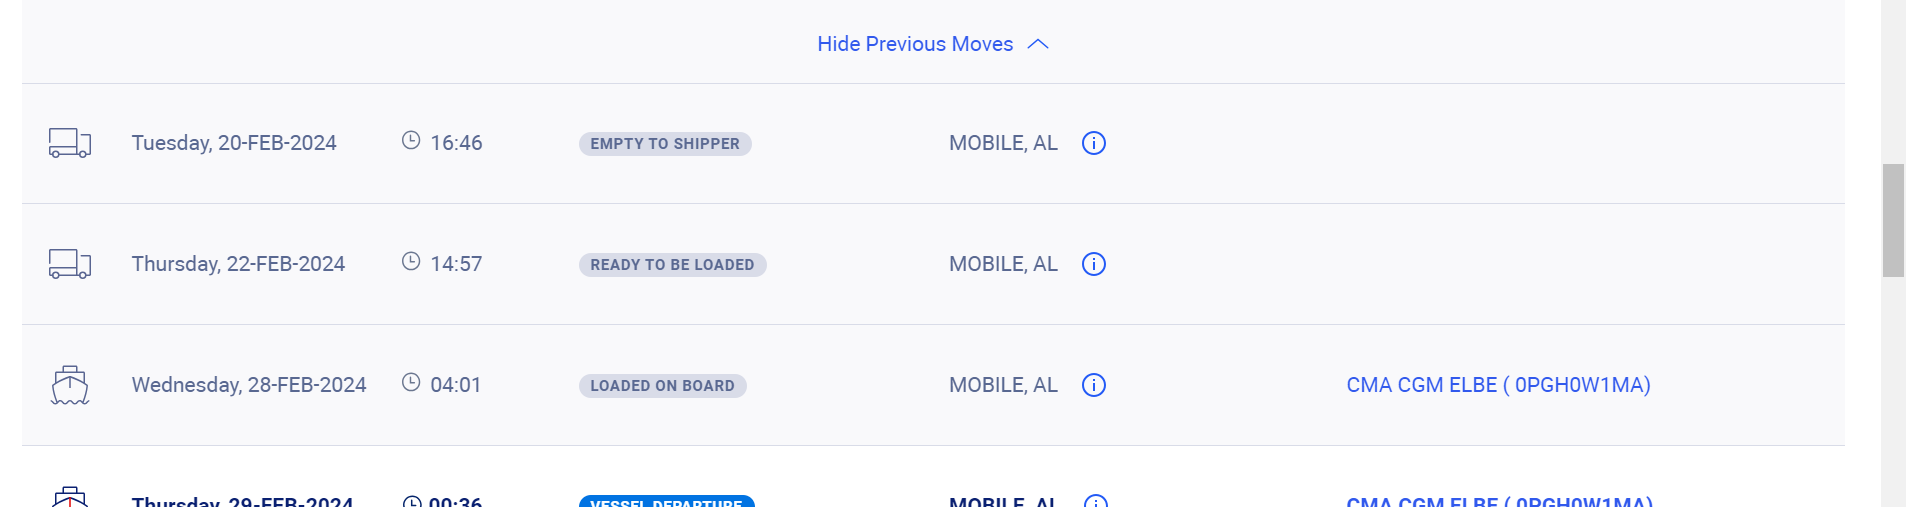 Hide Previous Moves
Tuesday, 20-FEB-2024 16:46 EMPTY TO SHIPPER MOBILE, AL
Thursday, 22-FEB-2024 14:57 READY TO BE LOADED MOBILE, AL
Wednesday, 28-FEB-2024 04:01 LOADED ON BOARD MOBILE, AL CMA CGM ELBE ( 0PGH0W1MA)
Thursday, 29-FEB-2024 00:36 VESSEL DEPARTURE MOBILE, AL CMA CGM ELBE ( 0PGH0W1MA)